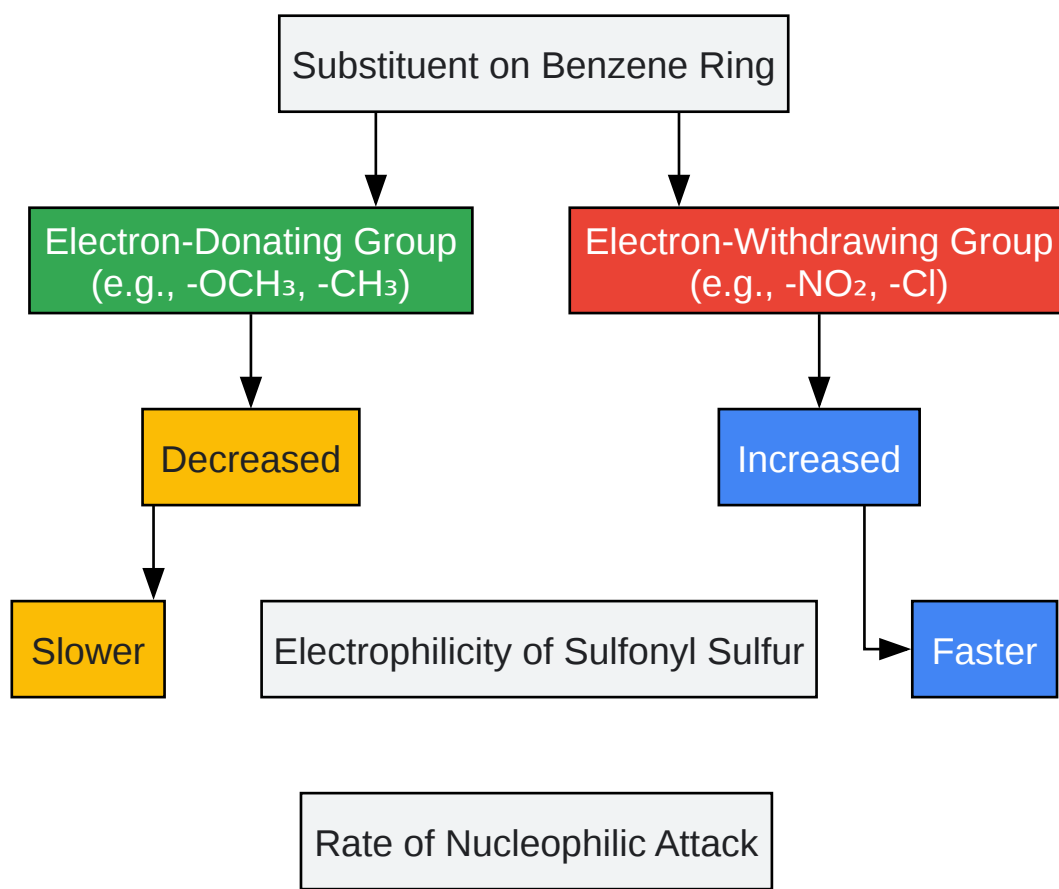 Substituent on Benzene Ring
Electron-Donating Group
(e.g., -OCH₃, -CH₃)
Electron-Withdrawing Group
(e.g., -NO₂, -Cl)
Decreased
Increased
Slower
Electrophilicity of Sulfonyl Sulfur
Faster
Rate of Nucleophilic Attack